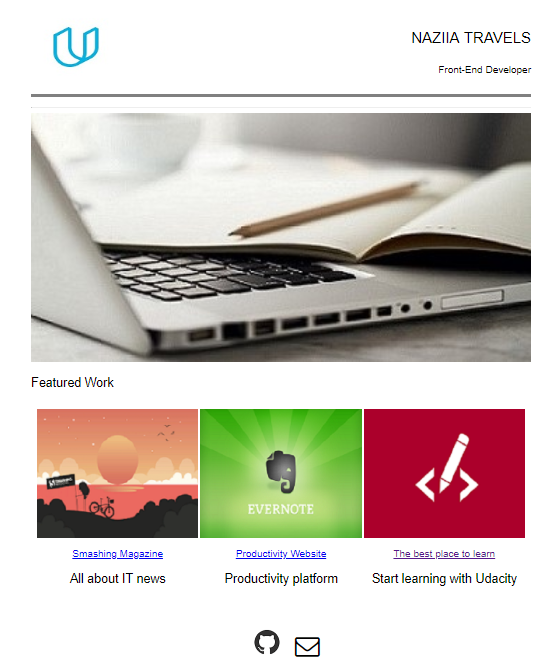 NAZIIA TRAVELS
Front-End Developer
Featured Work
EVERNOTE
Smashing Magazine
Productivity Website
The best place to learn
All about IT news
Productivity platform
Start learning with Udacity